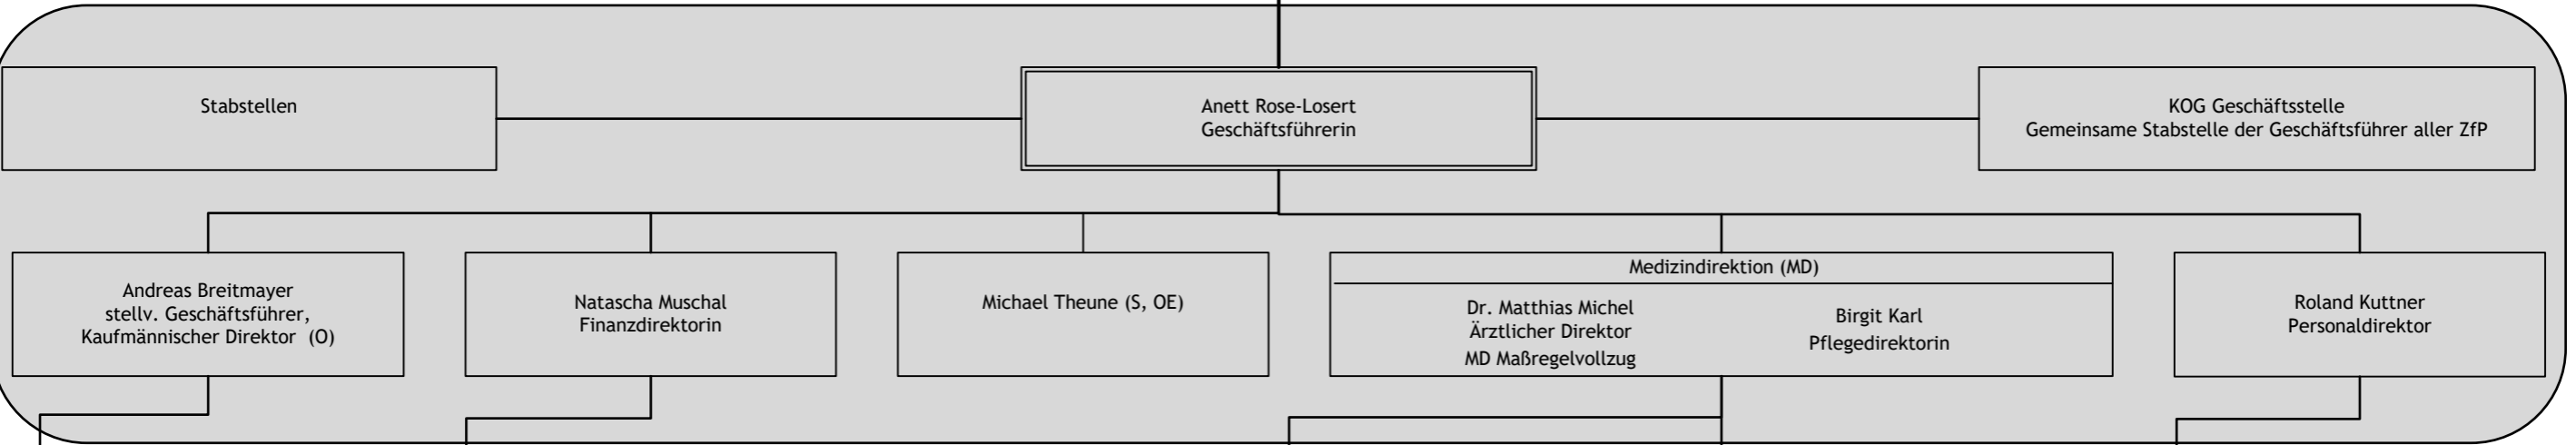 Stabstellen
Anett Rose-Losert
Geschäftsführerin
KOG Geschäftsstelle
Gemeinsame Stabstelle der Geschäftsführer aller ZfP
Andreas Breitmayer
stellv. Geschäftsführer,
Kaufmännischer Direktor (O)
Natascha Muschal
Finanzdirektorin
Michael Theune (S, OE)
Medizindirektion (MD)
Dr. Matthias Michel
Ärztlicher Direktor
MD Maßregelvollzug
Birgit Karl
Pflegedirektorin
Roland Kuttner
Personaldirektor